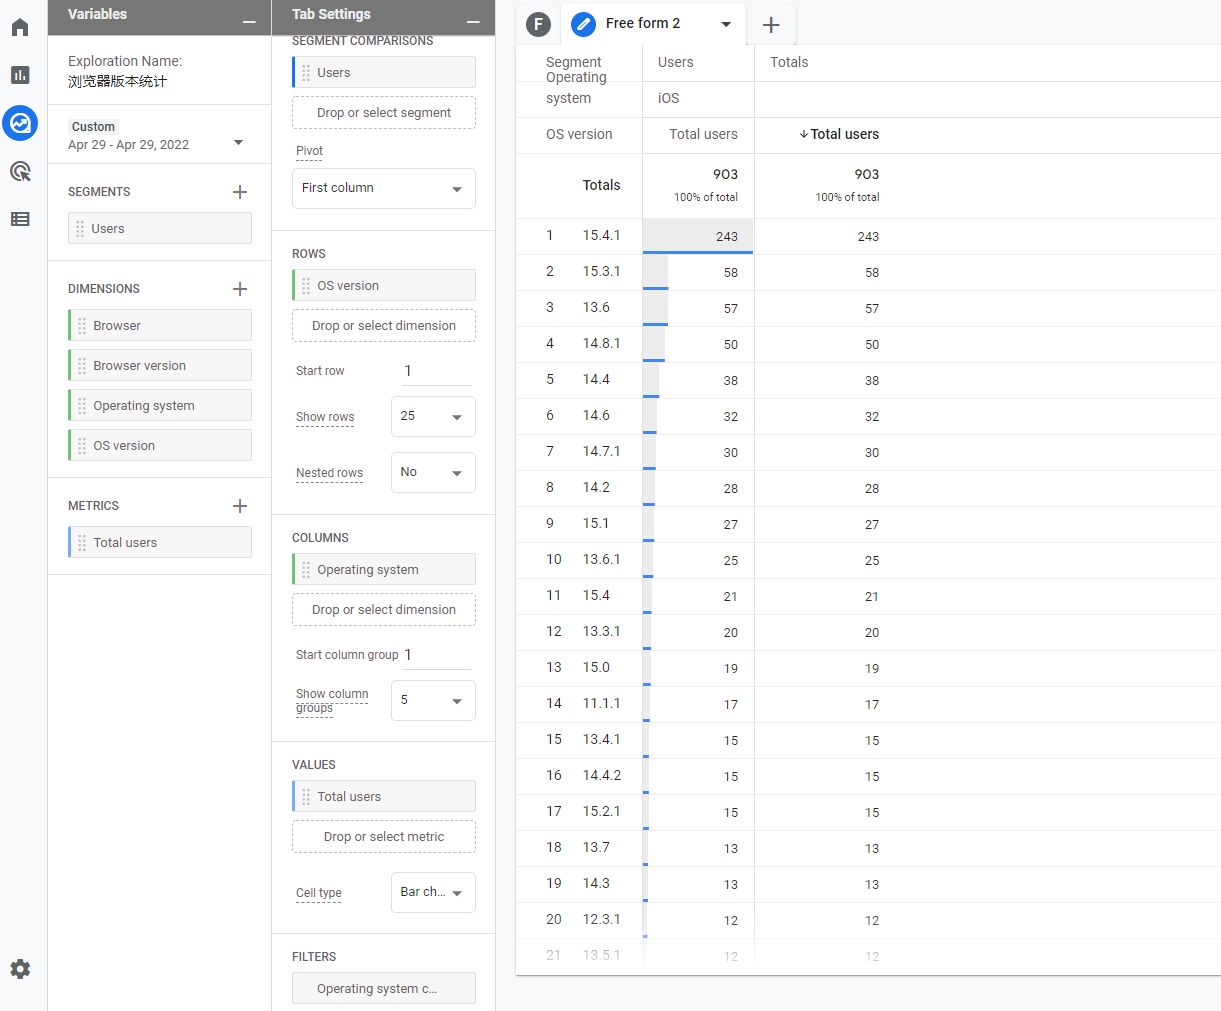 Variables
Exploration Name:
浏览器版本统计
Custom
Apr 29 - Apr 29, 2022
SEGMENTS
Users
DIMENSIONS
Browser
Browser version
Operating system
OS version
METRICS
Total users
Tab Settings
SEGMENT COMPARISONS
Users
Drop or select segment
Pivot
First column
ROWS
OS version
Drop or select dimension
Start row 1
Show rows 25
Nested rows No
COLUMNS
Operating system
Drop or select dimension
Start column group 1
Show column groups 5
VALUES
Total users
Drop or select metric
Cell type Bar ch...
FILTERS
Operating system c...
F Free form 2
Segment Users Totals
Operating system iOS
OS version Total users ↓Total users
Totals 903 903
100% of total 100% of total
1 15.4.1 243 243
2 15.3.1 58 58
3 13.6 57 57
4 14.8.1 50 50
5 14.4 38 38
6 14.6 32 32
7 14.7.1 30 30
8 14.2 28 28
9 15.1 27 27
10 13.6.1 25 25
11 15.4 21 21
12 13.3.1 20 20
13 15.0 19 19
14 11.1.1 17 17
15 13.4.1 15 15
16 14.4.2 15 15
17 15.2.1 15 15
18 13.7 13 13
19 14.3 13 13
20 12.3.1 12 12
21 13.5.1 12 12